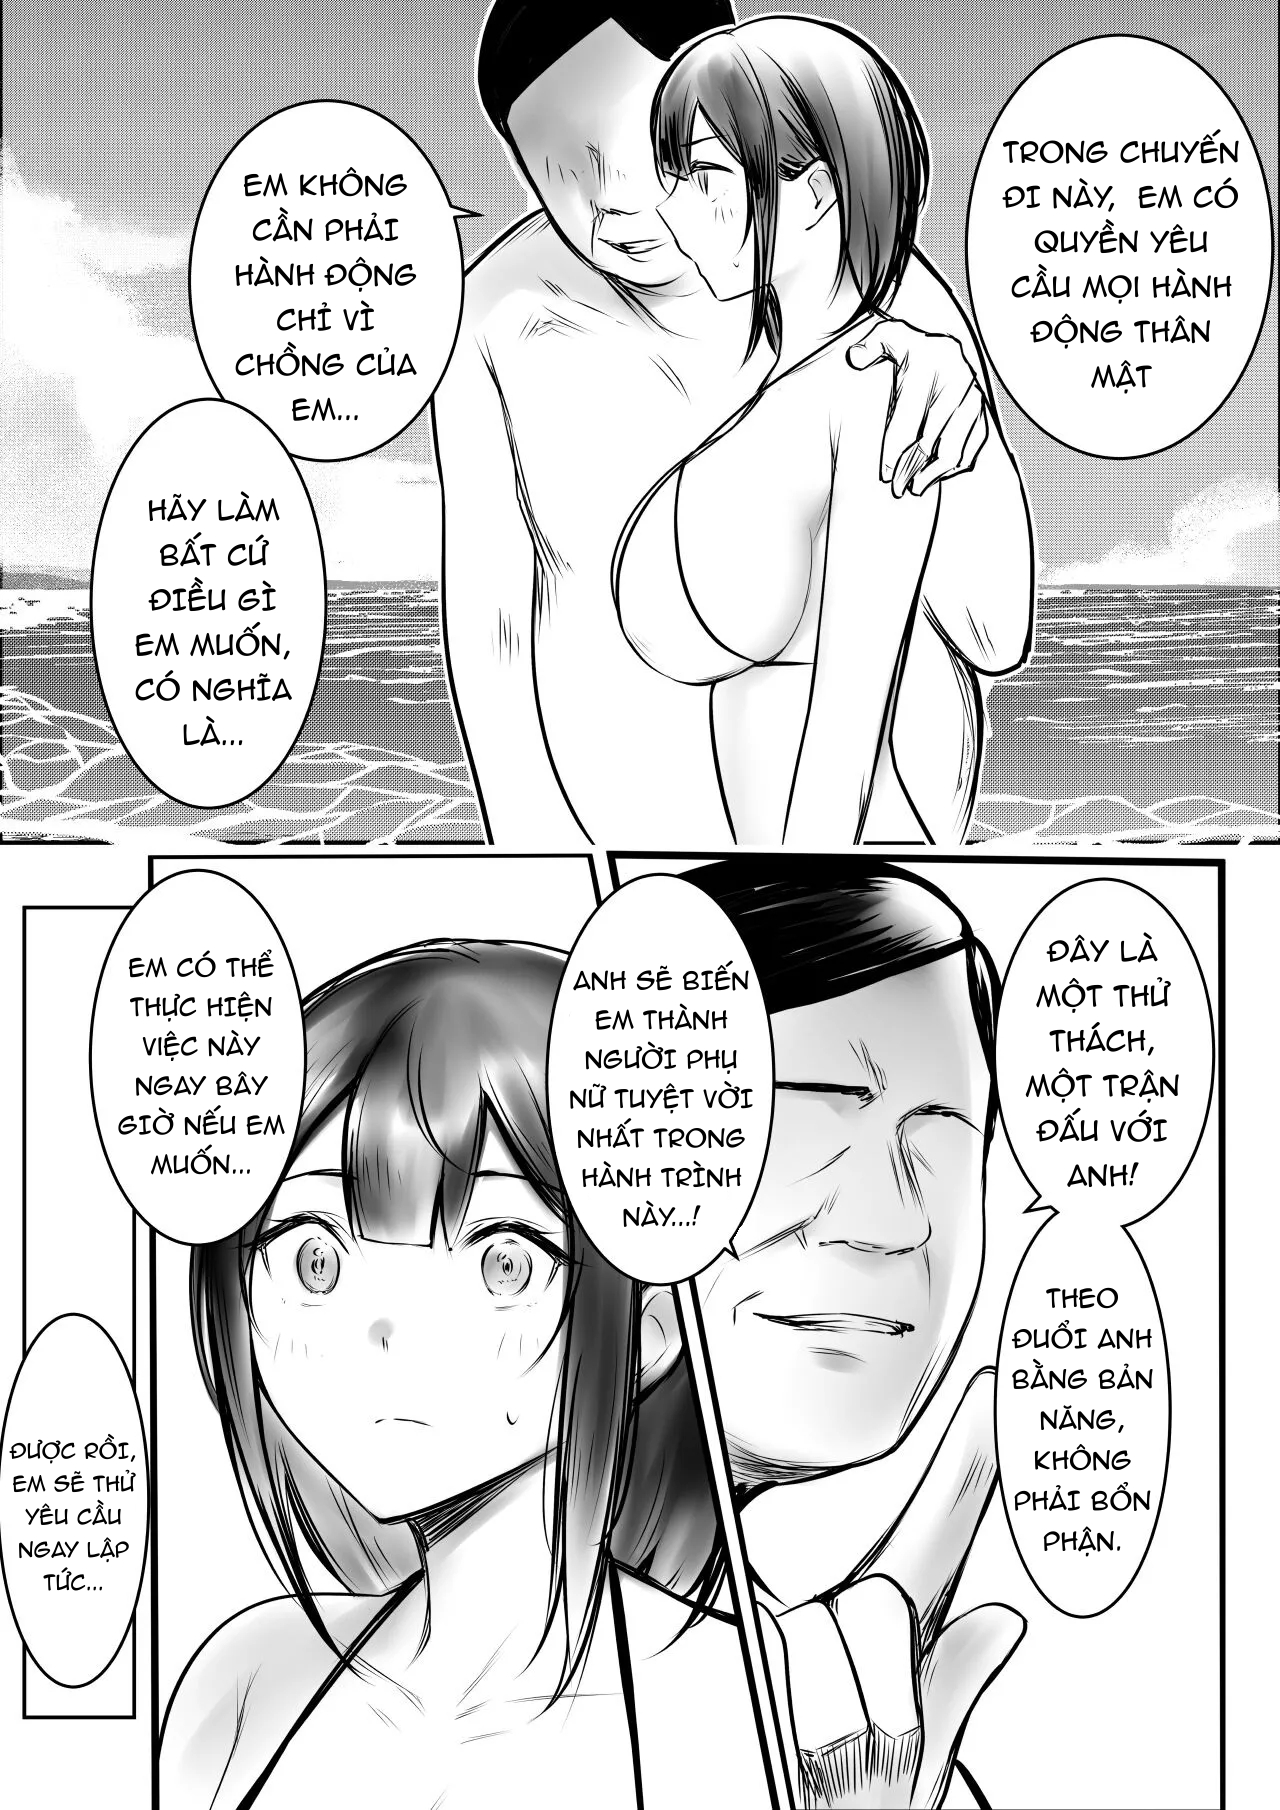 TRONG CHUYẾN
ĐI NÀY, EM CÓ
QUYỀN YÊU
CẦU MỌI HÀNH
ĐỘNG THÂN
MẬT
EM KHÔNG
CẦN PHẢI
HÀNH ĐỘNG
CHỈ VÌ
CHỒNG CỦA
EM...
HÃY LÀM
BẤT CỨ
ĐIỀU GÌ
EM MUỐN,
CÓ NGHĨA
LÀ...
ĐÂY LÀ
MỘT THỬ
THÁCH,
MỘT TRẬN
ĐẤU VỚI
ANH!
THEO
ĐUỔI ANH
BẰNG BẢN
NĂNG,
KHÔNG
PHẢI BỔN
PHẬN.
ANH SẼ BIẾN
EM THÀNH
NGƯỜI PHỤ
NỮ TUYỆT VỜI
NHẤT TRONG
HÀNH TRÌNH
NÀY...!
EM CÓ THỂ
THỰC HIỆN
VIỆC NÀY
NGAY BÂY
GIỜ NẾU EM
MUỐN...
ĐƯỢC RỒI,
EM SẼ THỬ
YÊU CẦU
NGAY LẬP
TỨC...